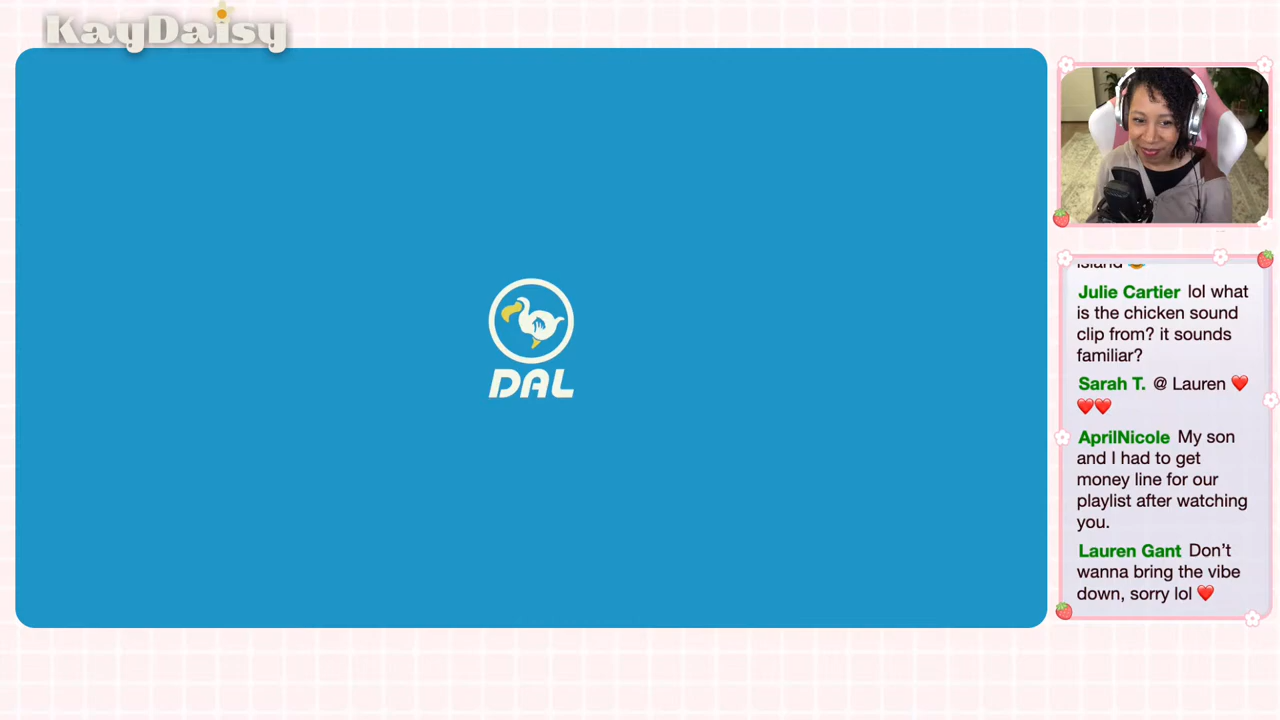 KayDaisy
DAL
Julie Cartier lol what
is the chicken sound
clip from? it sounds
familiar?
Sarah T. @ Lauren ❤️
❤️❤️
AprilNicole My son
and I had to get
money line for our
playlist after watching
you.
Lauren Gant Don’t
wanna bring the vibe
down, sorry lol ❤️